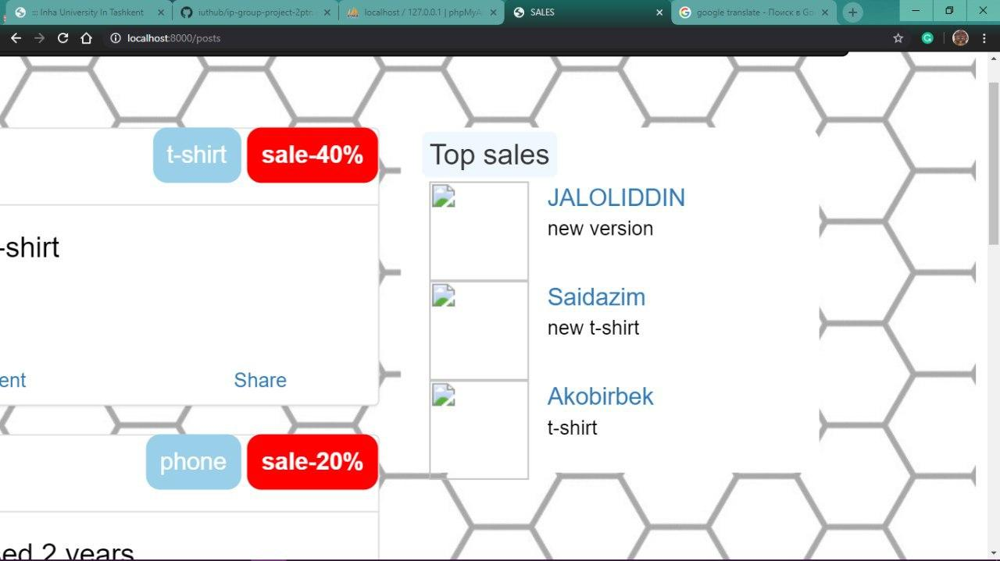 ::: Inha University In Tashkent
iuthub/ip-group-project-2ptr
localhost / 127.0.0.1 | phpMyA
SALES
google translate - Поиск в Go
localhost:8000/posts
t-shirt
sale-40%
-shirt
ent
Share
phone
sale-20%
sed 2 years
Top sales
JALOLIDDIN
new version
Saidazim
new t-shirt
Akobirbek
t-shirt